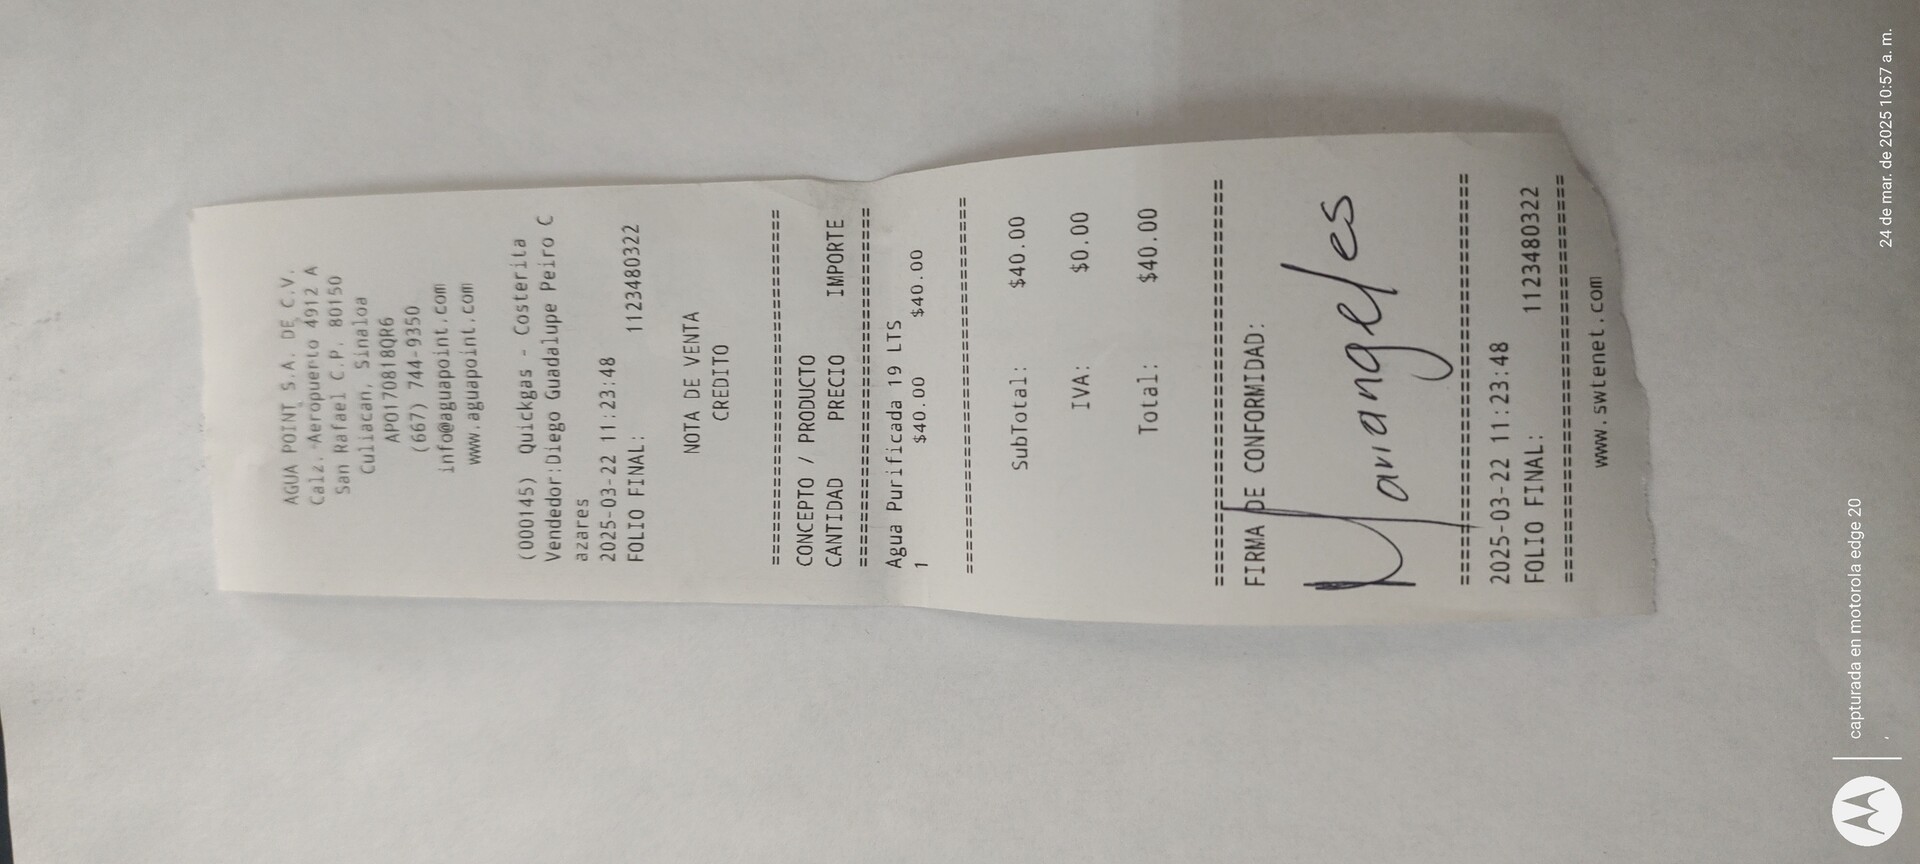 AGUA POINT S.A. DE C.V.
Calz. Aeropuerto 4912 A
San Rafael C.P. 80150
Culiacan, Sinaloa
APO170818QR6
(667) 744-9350
info@aguapoint.com
www.aguapoint.com
(000145) Quickgas - Costerita
Vendedor:Diego Guadalupe Peiro C
azares
2025-03-22 11:23:48
FOLIO FINAL: 112348​0322
NOTA DE VENTA
CREDITO
================================
CONCEPTO / PRODUCTO
CANTIDAD PRECIO IMPORTE
================================
Agua Purificada 19 LTS
1 $40.00 $40.00
================================
SubTotal: $40.00
IVA: $0.00
Total: $40.00
====================================
FIRMA DE CONFORMIDAD:
Mariangeles
====================================
2025-03-22 11:23:48
FOLIO FINAL: 1123480322
====================================
www.swtenet.com
capturada en motorola edge 20
24 de mar. de 2025 10:57 a. m.